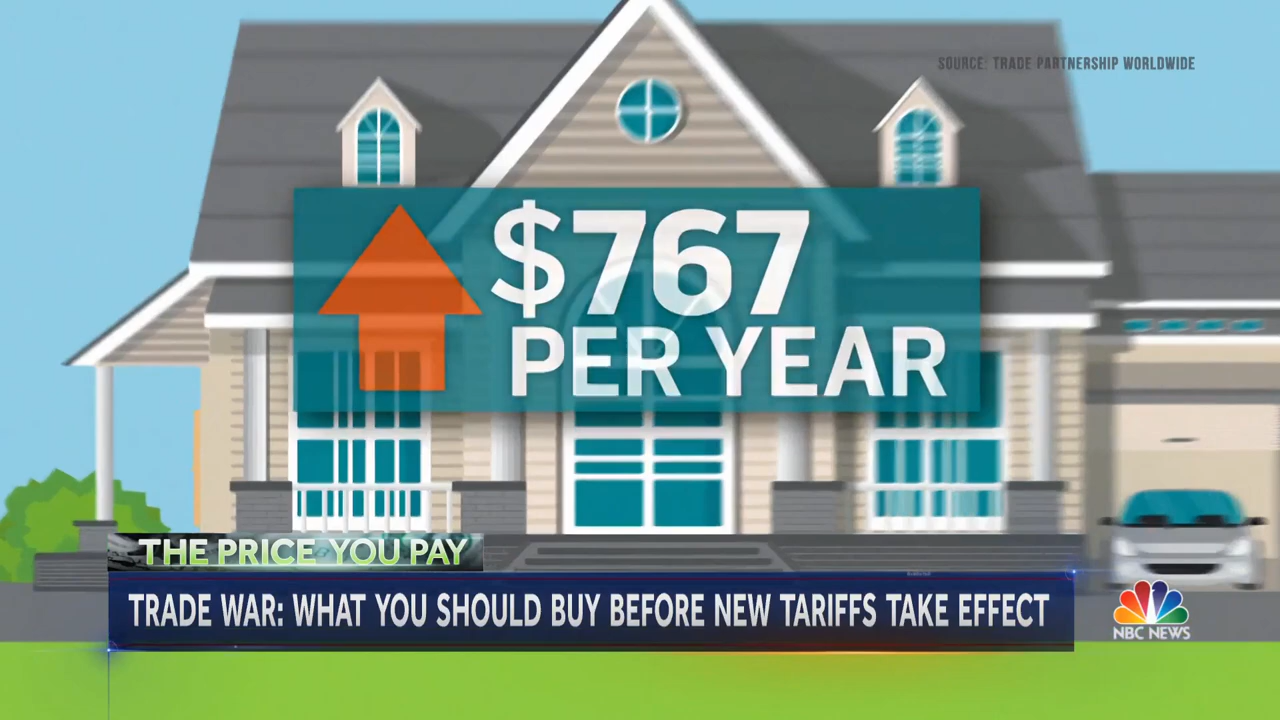 SOURCE: TRADE PARTNERSHIP WORLDWIDE
$767
PER YEAR
THE PRICE YOU PAY
TRADE WAR: WHAT YOU SHOULD BUY BEFORE NEW TARIFFS TAKE EFFECT
NBC NEWS